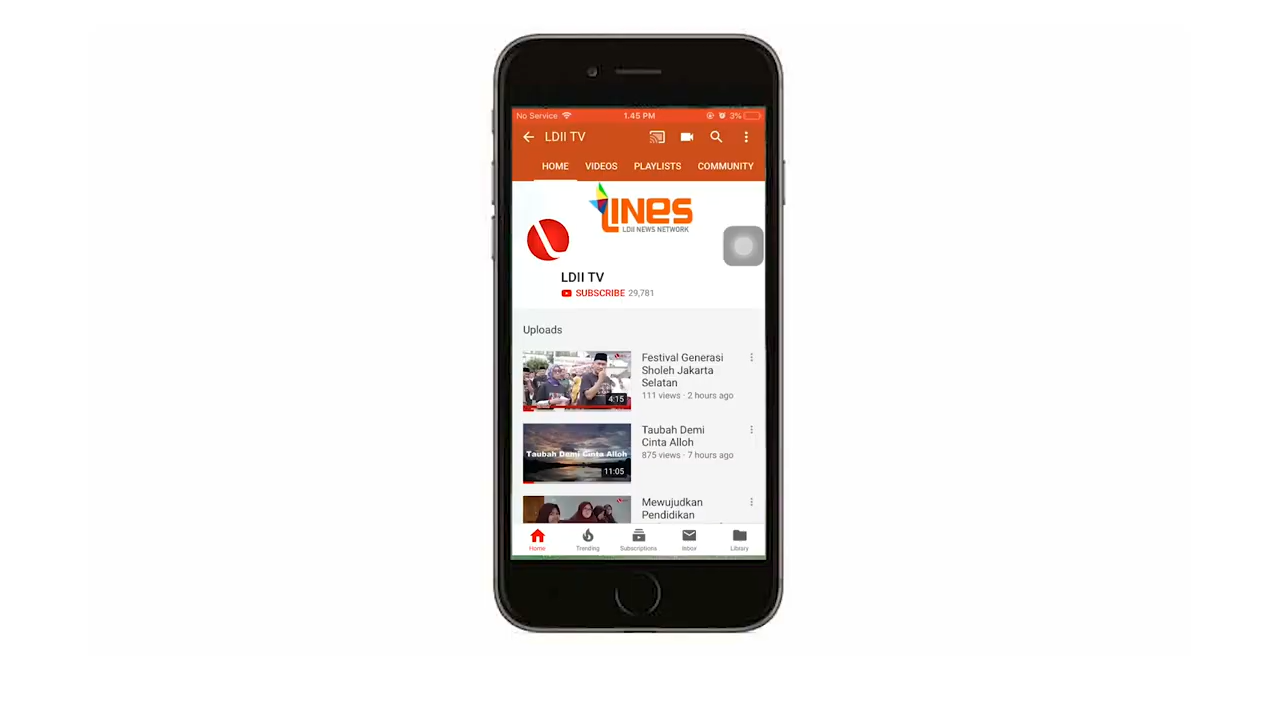 No Service 1.45 PM 3%
LDII TV
HOME VIDEOS PLAYLISTS COMMUNITY
LINES
LDII NEWS NETWORK
LDII TV
SUBSCRIBE 29,781
Uploads
Festival Generasi
Sholeh Jakarta
Selatan
111 views · 2 hours ago
4:15
Taubah Demi
Cinta Alloh
875 views · 7 hours ago
Taubah Demi Cinta Alloh
11:05
Mewujudkan
Pendidikan
Home Trending Subscriptions Inbox Library